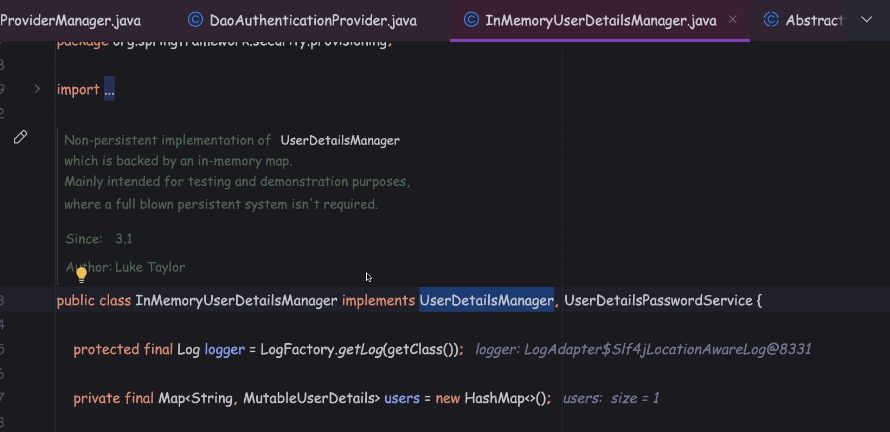 ProviderManager.java DaoAuthenticationProvider.java InMemoryUserDetailsManager.java Abstract
package org.springframework.security.provisioning;
import ...
Non-persistent implementation of UserDetailsManager
which is backed by an in-memory map.
Mainly intended for testing and demonstration purposes,
where a full blown persistent system isn't required.
Since: 3.1
Author: Luke Taylor
public class InMemoryUserDetailsManager implements UserDetailsManager, UserDetailsPasswordService {
protected final Log logger = LogFactory.getLog(getClass()); logger: LogAdapter$Slf4jLocationAwareLog@8331
private final Map<String, MutableUserDetails> users = new HashMap<>(); users: size = 1